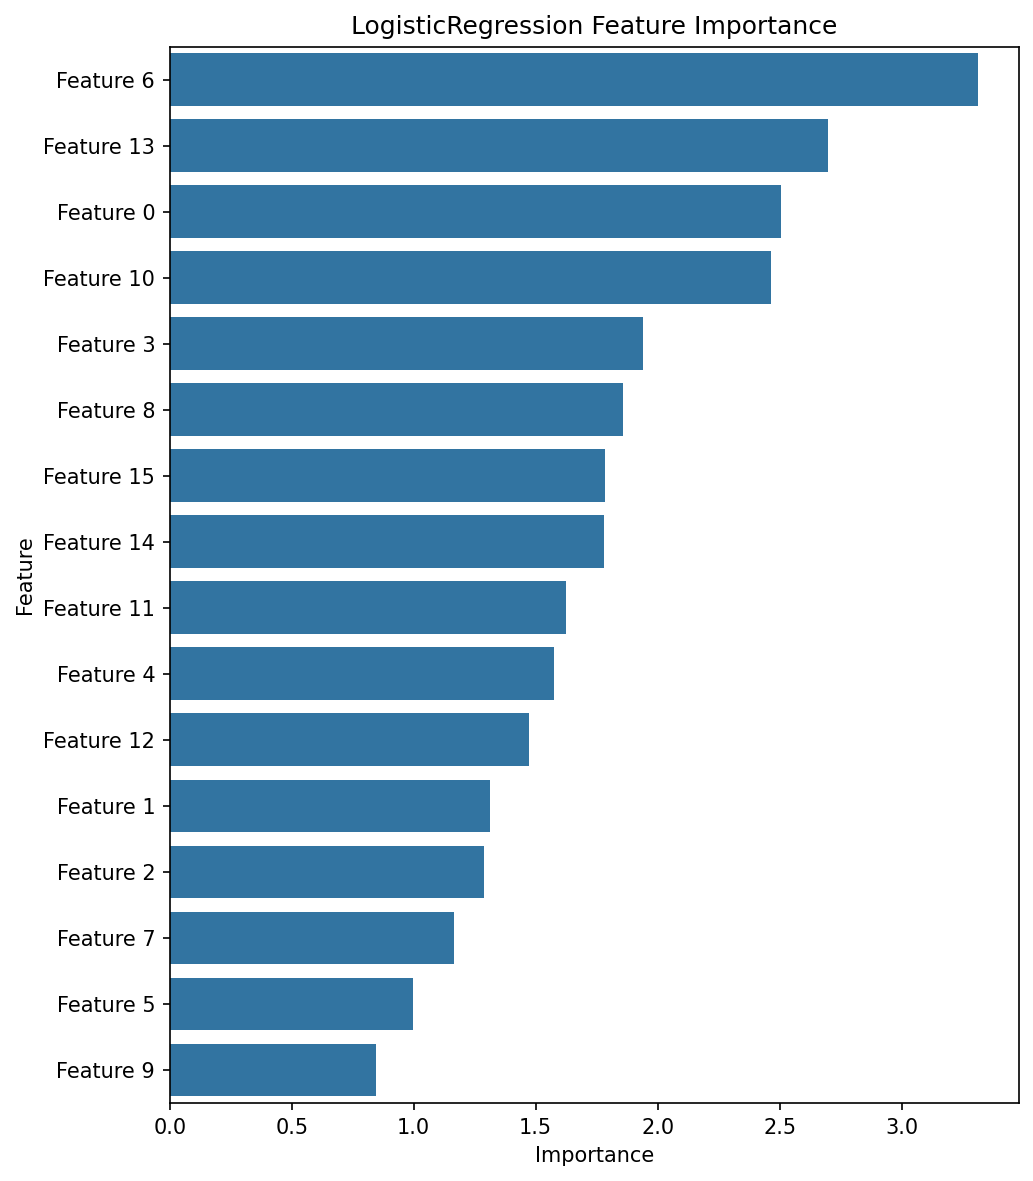 LogisticRegression Feature Importance
Feature
Feature 6
Feature 13
Feature 0
Feature 10
Feature 3
Feature 8
Feature 15
Feature 14
Feature 11
Feature 4
Feature 12
Feature 1
Feature 2
Feature 7
Feature 5
Feature 9
0.0 0.5 1.0 1.5 2.0 2.5 3.0
Importance